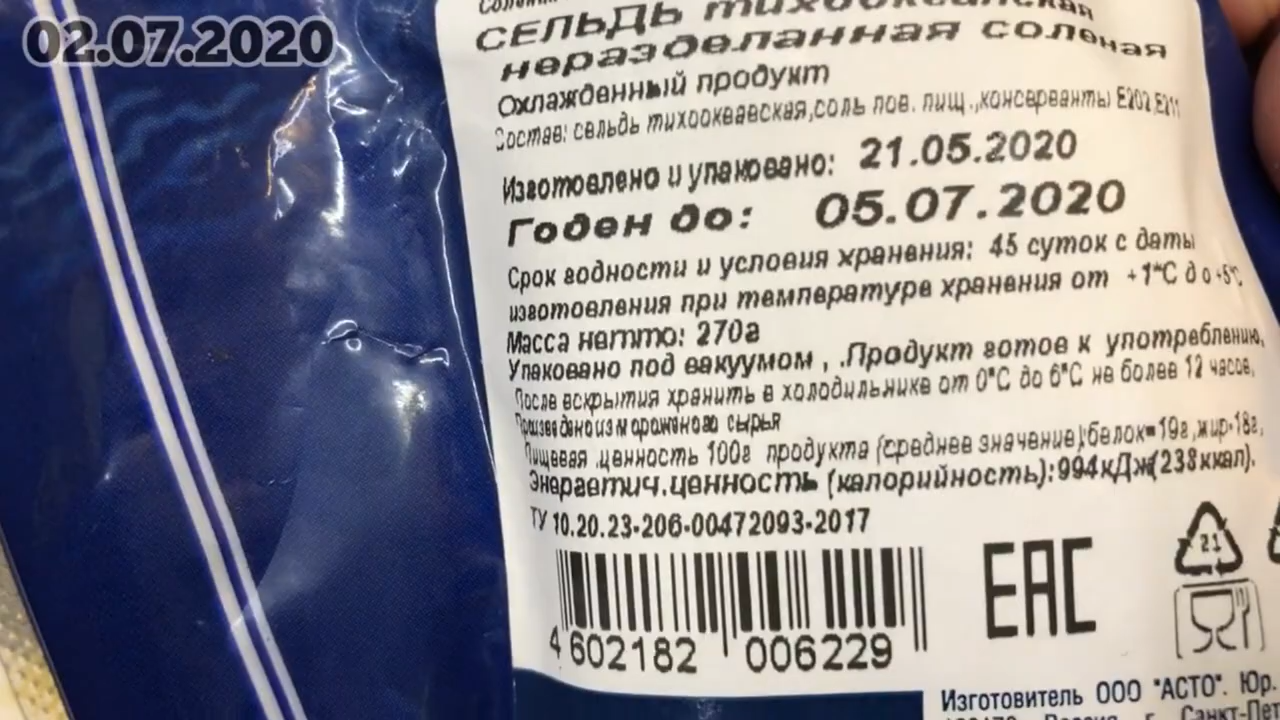 02.07.2020
СЕЛЬДЬ тихоокеанская
неразделанная соленая
Охлажденный продукт
Состав: сельдь тихоокеанская,соль пов. пищ.,консерванты Е202,Е211
Изготовлено и упаковано: 21.05.2020
Годен до: 05.07.2020
Срок годности и условия хранения: 45 суток с даты
изготовления при температуре хранения от +1°С до +5°С
Масса нетто: 270г
Упаковано под вакуумом , .Продукт готов к употреблению,
После вскрытия хранить в холодильнике от 0°С до 6°С не более 12 часов,
Произведено из мороженого сырья
Пищевая .ценность 100г продукта (среднее значение):белок=19г,жир-18г,
Энергетич.ценность (калорийность):994кДж(238ккал).
ТУ 10.20.23-206-00472093-2017
4 602182 006229
ЕАС
21
Изготовитель ООО "АСТО". Юр.
Россия, г. Санкт-Пет